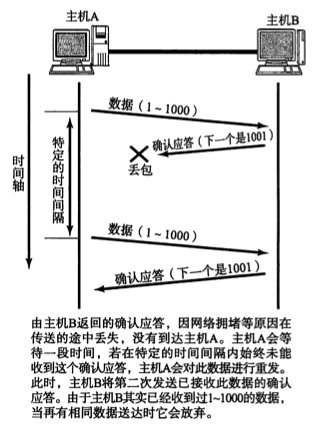 主机A
主机B
数据（1～1000）
确认应答（下一个是1001）
丢包
特定的时间间隔
时间轴
数据（1～1000）
确认应答（下一个是1001）
由主机B返回的确认应答，因网络拥堵等原因在
传送的途中丢失，没有到达主机A。主机A会等
待一段时间，若在特定的时间间隔内始终未能
收到这个确认应答，主机A会对此数据进行重发。
此时，主机B将第二次发送已接收此数据的确认
应答。由于主机B其实已经收到过1~1000的数据，
当再有相同数据送达时它会放弃。